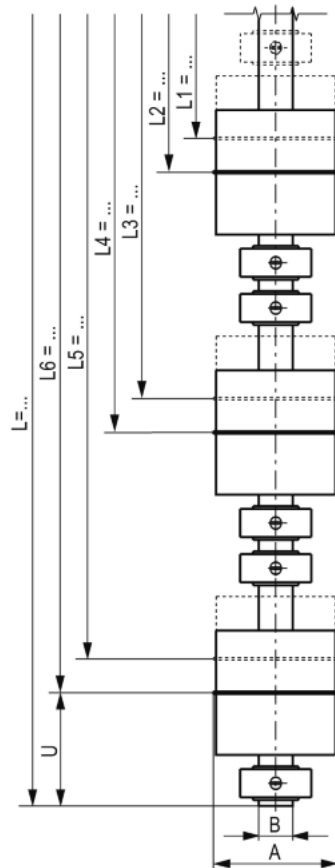 L1 = ...
L2 = ...
L3 = ...
L4 = ...
L5 = ...
L6 = ...
L=...
U
B
A